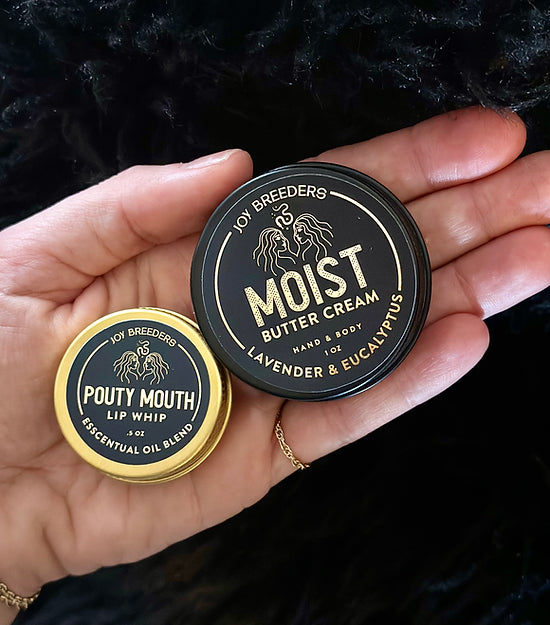 JOY BREEDERS
MOIST
BUTTER CREAM
HAND & BODY
1 OZ
LAVENDER & EUCALYPTUS
JOY BREEDERS
POUTY MOUTH
LIP WHIP
.5 OZ
ESSCENTUAL OIL BLEND